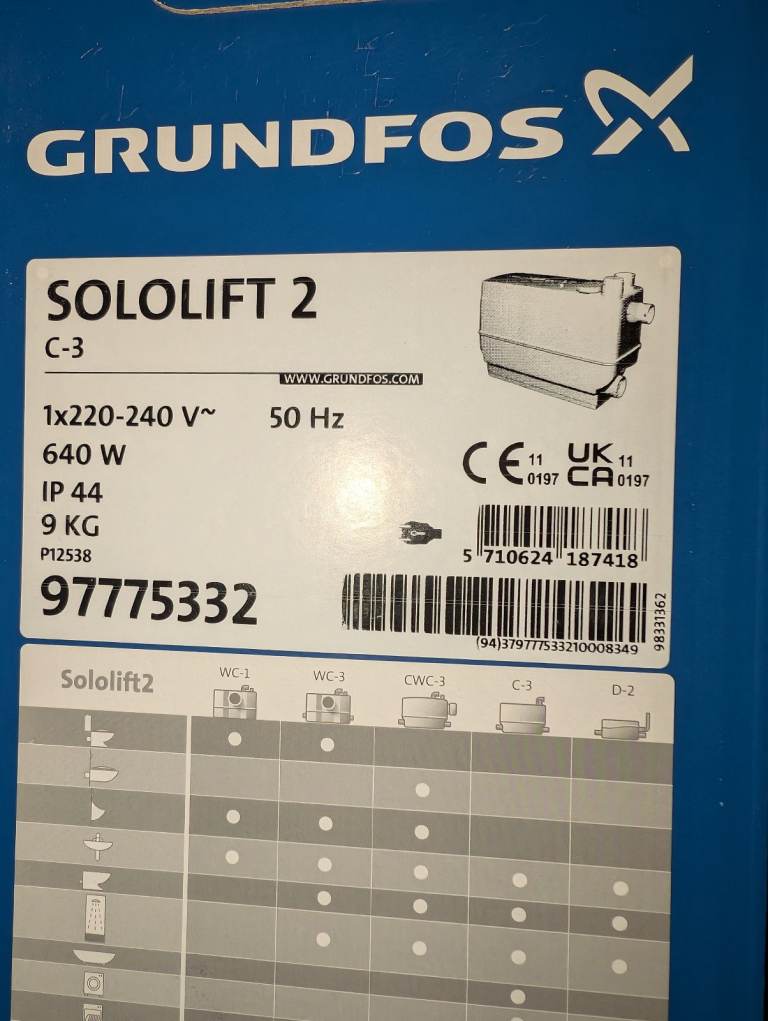 GRUNDFOS
SOLOLIFT 2
C-3
WWW.GRUNDFOS.COM
1x220-240 V~ 50 Hz
640 W
IP 44
9 KG
P12538
97775332
CE 11 0197
UK CA 11 0197
5 710624 187418
(94)379777533210008349
98331362
Sololift2
WC-1 WC-3 CWC-3 C-3 D-2